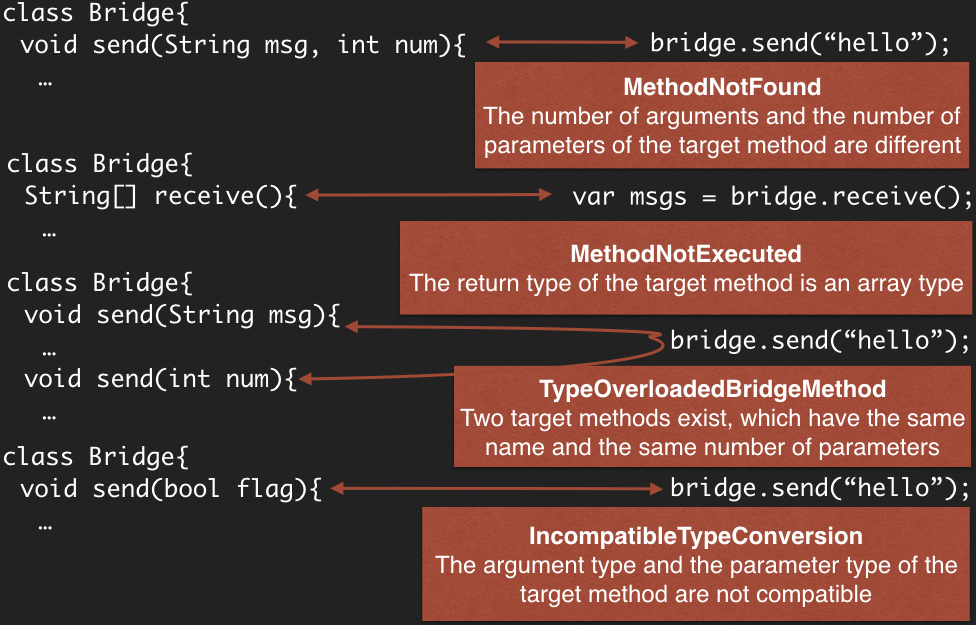 class Bridge{
void send(String msg, int num){
bridge.send(“hello”);
…
MethodNotFound
The number of arguments and the number of
parameters of the target method are different
class Bridge{
String[] receive(){
var msgs = bridge.receive();
…
MethodNotExecuted
The return type of the target method is an array type
class Bridge{
void send(String msg){
…
bridge.send(“hello”);
void send(int num){
…
TypeOverloadedBridgeMethod
Two target methods exist, which have the same
name and the same number of parameters
class Bridge{
void send(bool flag){
bridge.send(“hello”);
…
IncompatibleTypeConversion
The argument type and the parameter type of the
target method are not compatible